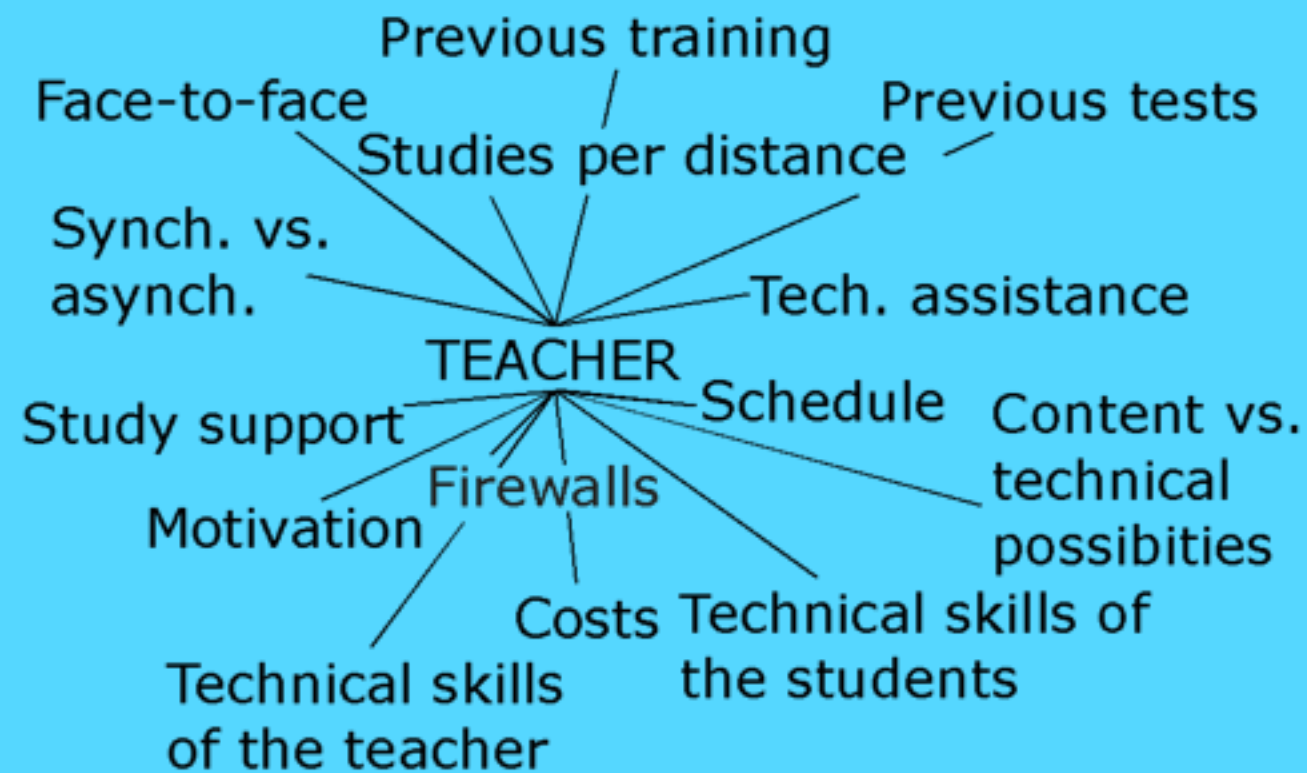 Previous training
Face-to-face
Previous tests
Studies per distance
Synch. vs.
asynch.
Tech. assistance
TEACHER
Schedule
Study support
Content vs.
technical
possibities
Firewalls
Motivation
Costs
Technical skills of
the students
Technical skills
of the teacher